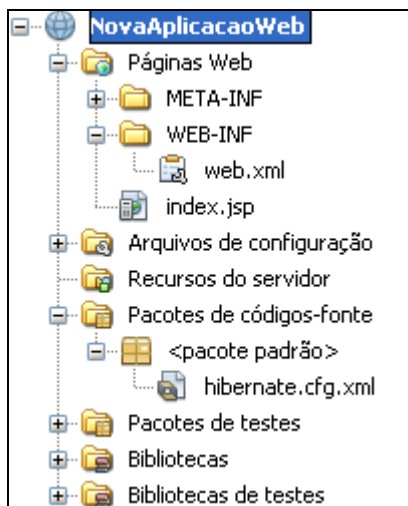 NovaAplicacaoWeb
Páginas Web
META-INF
WEB-INF
web.xml
index.jsp
Arquivos de configuração
Recursos do servidor
Pacotes de códigos-fonte
<pacote padrão>
hibernate.cfg.xml
Pacotes de testes
Bibliotecas
Bibliotecas de testes